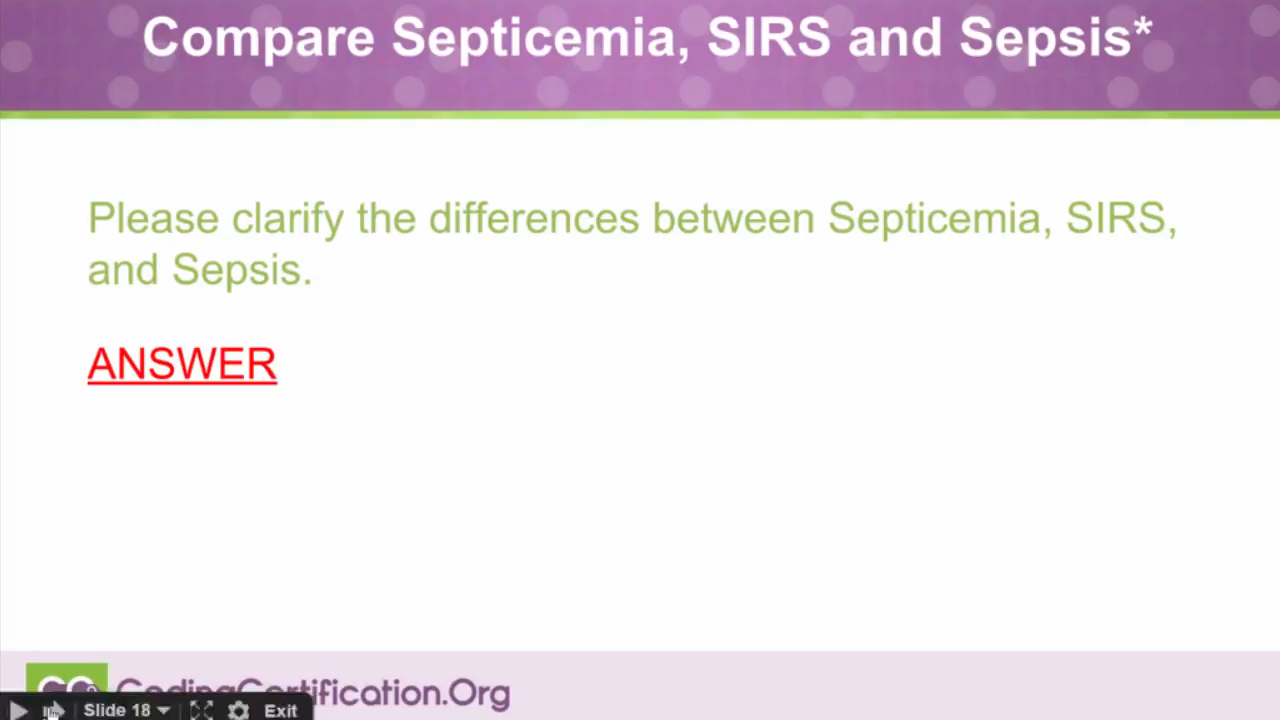 Compare Septicemia, SIRS and Sepsis*
Please clarify the differences between Septicemia, SIRS,
and Sepsis.
ANSWER
CodingCertification.Org
Slide 18
Exit